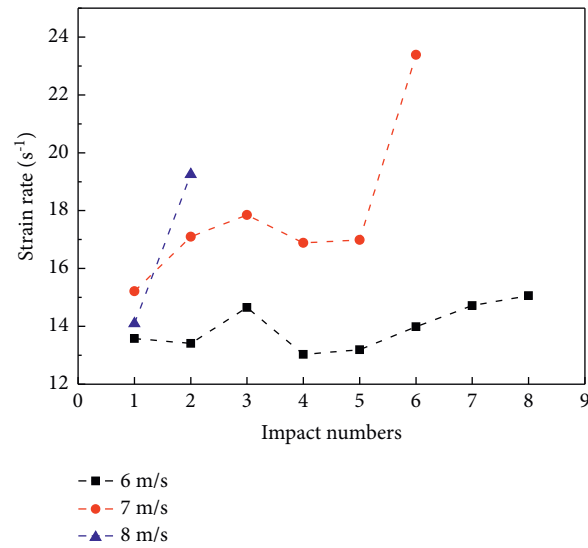 24
22
20
18
16
14
12
Strain rate (s⁻¹)
0 1 2 3 4 5 6 7 8 9
Impact numbers
6 m/s
7 m/s
8 m/s